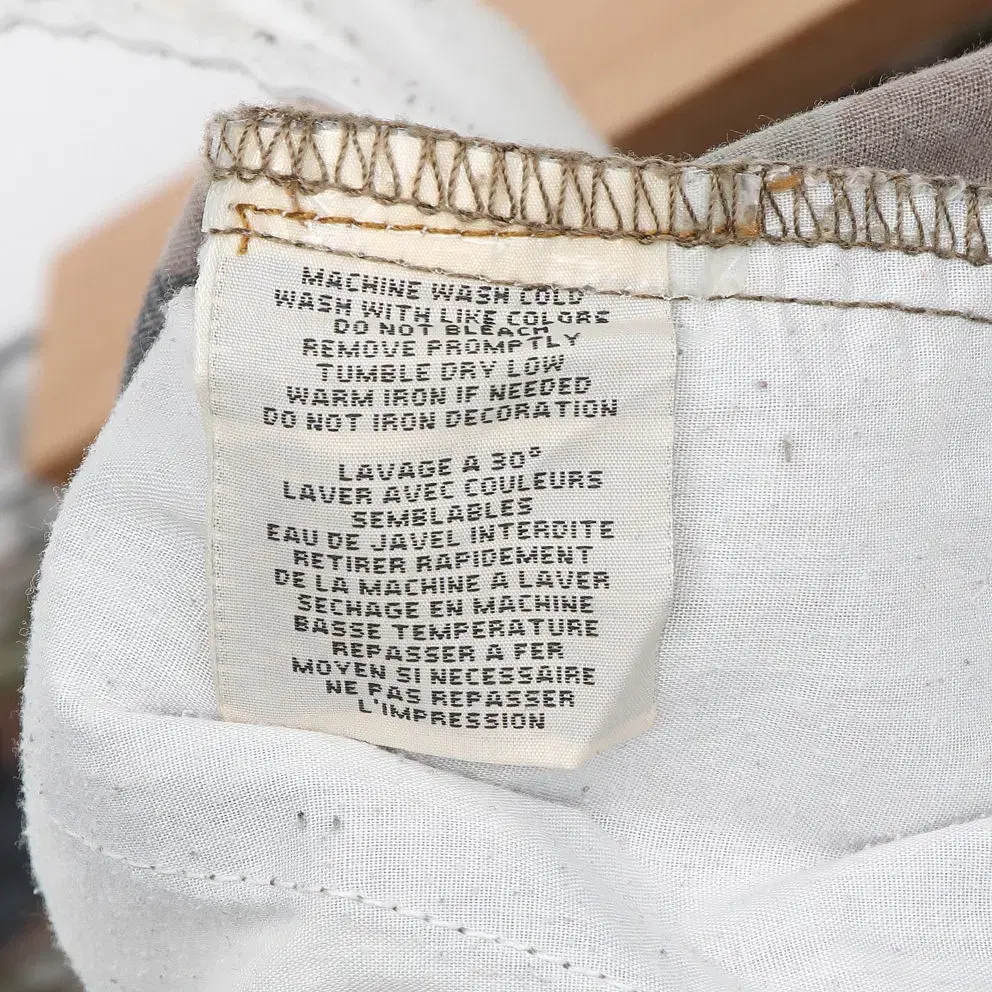 MACHINE WASH COLD
WASH WITH LIKE COLORS
DO NOT BLEACH
REMOVE PROMPTLY
TUMBLE DRY LOW
WARM IRON IF NEEDED
DO NOT IRON DECORATION
LAVAGE A 30°
LAVER AVEC COULEURS
SEMBLABLES
EAU DE JAVEL INTERDITE
RETIRER RAPIDEMENT
DE LA MACHINE A LAVER
SECHAGE EN MACHINE
BASSE TEMPERATURE
REPASSER A FER
MOYEN SI NECESSAIRE
NE PAS REPASSER
L'IMPRESSION